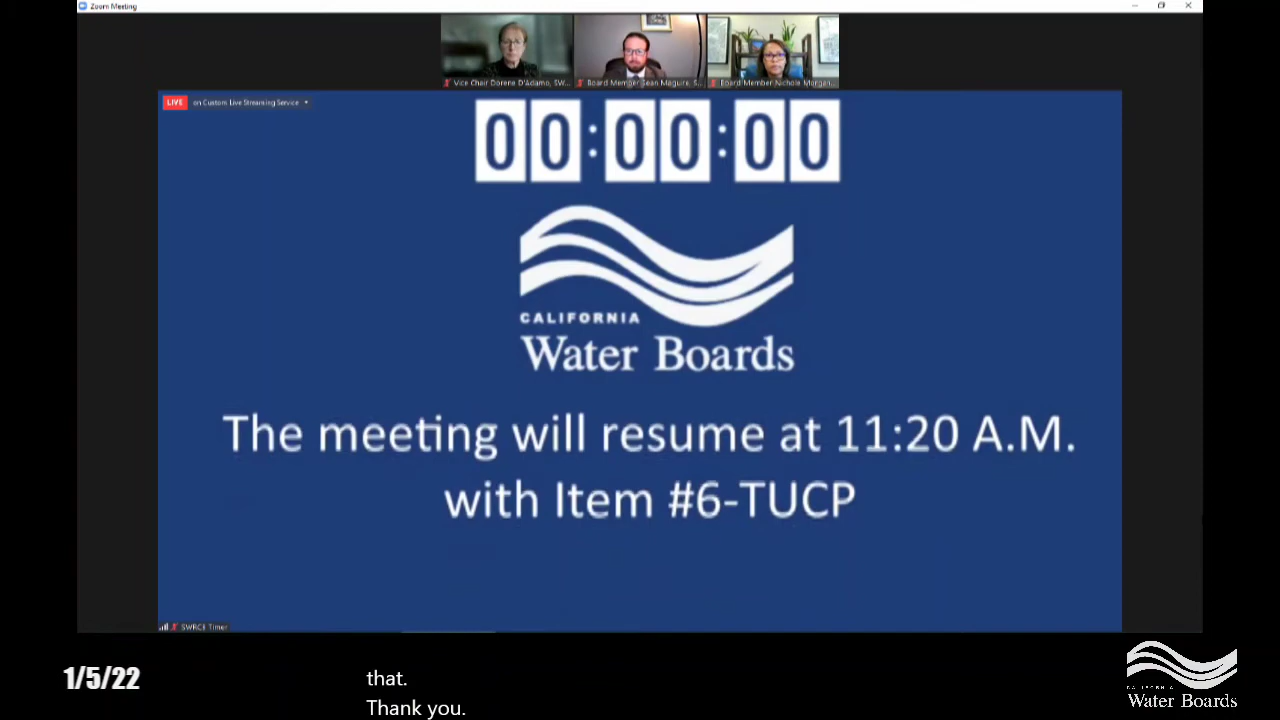 Zoom Meeting
Vice Chair Dorene D'Adamo, SW...
Board Member Sean Maguire, S...
Board Member Nichole Morgan...
LIVE on Custom Live Streaming Service
00:00:00
CALIFORNIA
Water Boards
The meeting will resume at 11:20 A.M.
with Item #6-TUCP
SWRCB Timer
1/5/22
that.
Thank you.
CALIFORNIA
Water Boards